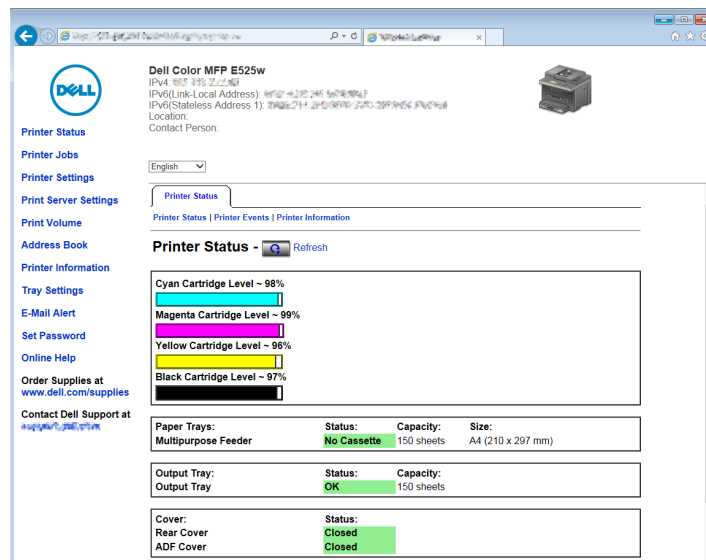 DELL
Dell Color MFP E525w
IPv4:
IPv6(Link-Local Address):
IPv6(Stateless Address 1):
Location:
Contact Person:
English
Printer Status
Printer Jobs
Printer Settings
Print Server Settings
Print Volume
Address Book
Printer Information
Tray Settings
E-Mail Alert
Set Password
Online Help
Order Supplies at
www.dell.com/supplies
Contact Dell Support at
Printer Status
Printer Status | Printer Events | Printer Information
Printer Status - Refresh
Cyan Cartridge Level ~ 98%
Magenta Cartridge Level ~ 99%
Yellow Cartridge Level ~ 96%
Black Cartridge Level ~ 97%
Paper Trays: Status: Capacity: Size:
Multipurpose Feeder No Cassette 150 sheets A4 (210 x 297 mm)
Output Tray: Status: Capacity:
Output Tray OK 150 sheets
Cover: Status:
Rear Cover Closed
ADF Cover Closed